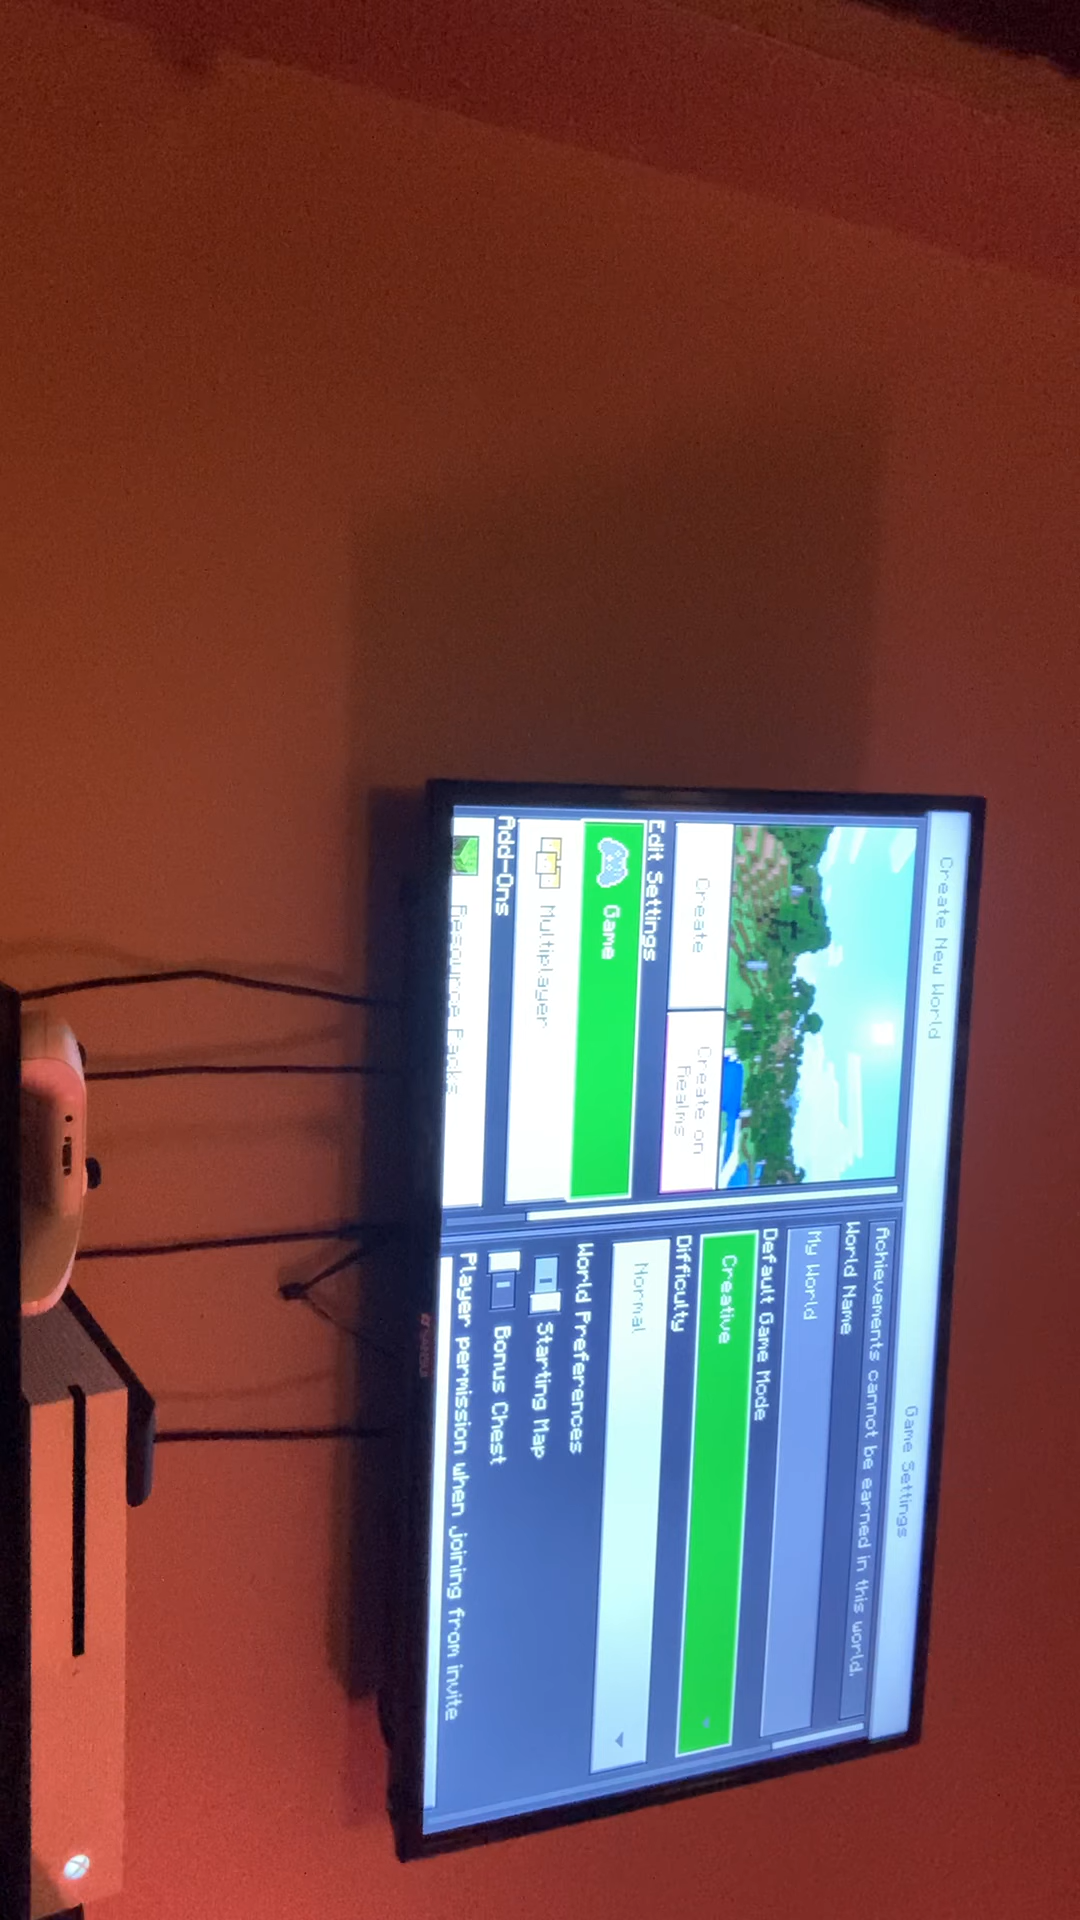 Create New World
Create
Create on
Realms
Edit Settings
Game
Multiplayer
Add-Ons
Resource Packs
Game Settings
Achievements cannot be earned in this world.
World Name
My World
Default Game Mode
Creative
Difficulty
Normal
World Preferences
Starting Map
Bonus Chest
Player permission when joining from invite
SANSUI